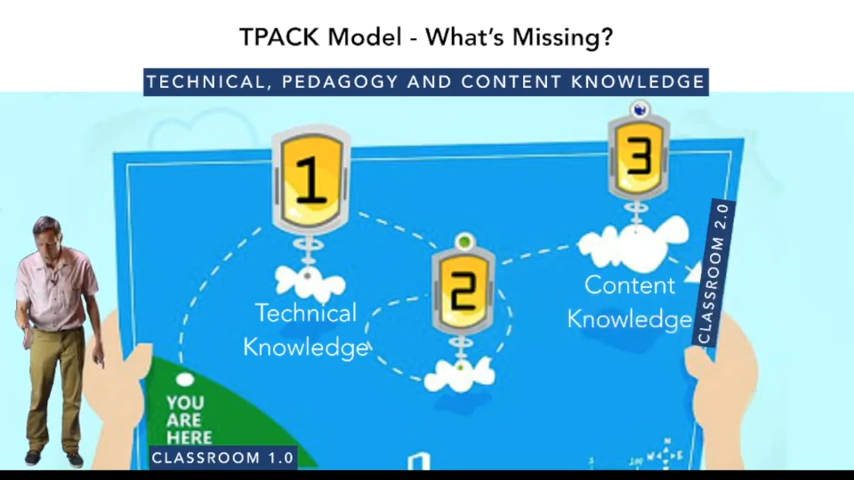 TPACK Model - What's Missing?
TECHNICAL, PEDAGOGY AND CONTENT KNOWLEDGE
1
3
2
Technical
Knowledge
Content
Knowledge
CLASSROOM 2.0
YOU
ARE
HERE
CLASSROOM 1.0
N
W
E
S